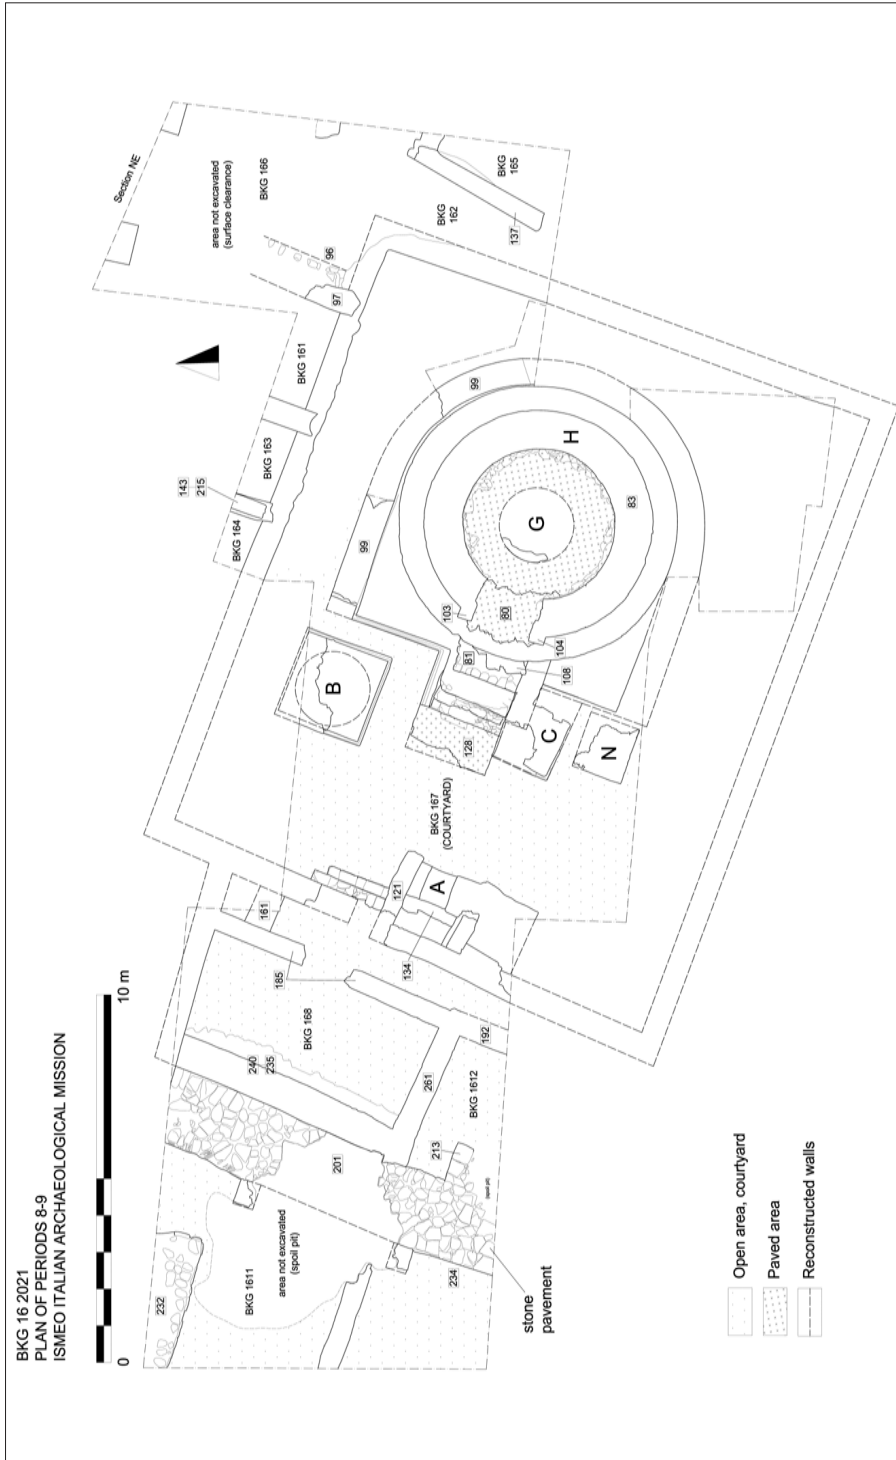 BKG 16 2021
PLAN OF PERIODS 8-9
ISMEO ITALIAN ARCHAEOLOGICAL MISSION
0
10 m
Section NE
area not excavated
(surface clearance)
BKG 166
96
97
BKG
162
BKG
165
137
BKG 161
BKG 163
143
215
BKG 164
99
99
H
G
83
103
80
104
81
108
B
128
C
N
BKG 167
(COURTYARD)
A
121
134
161
185
BKG 168
192
240
235
261
BKG 1612
213
(spoil pit)
201
BKG 1611
area not excavated
(spoil pit)
232
234
stone
pavement
Open area, courtyard
Paved area
Reconstructed walls